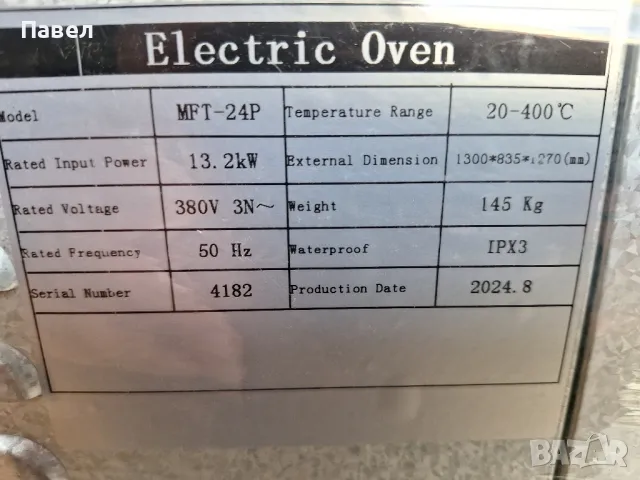 Павел
Electric Oven
Model MFT-24P Temperature Range 20-400℃
Rated Input Power 13.2kW External Dimension 1300*835*1270(mm)
Rated Voltage 380V 3N~ Weight 145 Kg
Rated Frequency 50 Hz Waterproof IPX3
Serial Number 4182 Production Date 2024.8
BAZAR